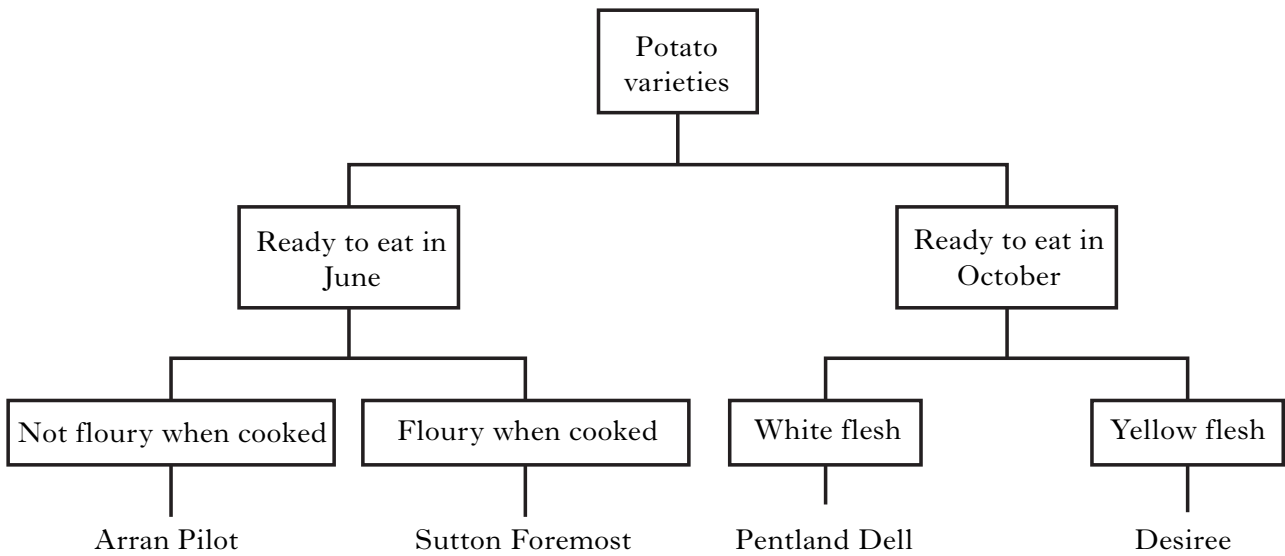 Potato
varieties
Ready to eat in
June
Ready to eat in
October
Not floury when cooked
Floury when cooked
White flesh
Yellow flesh
Arran Pilot
Sutton Foremost
Pentland Dell
Desiree